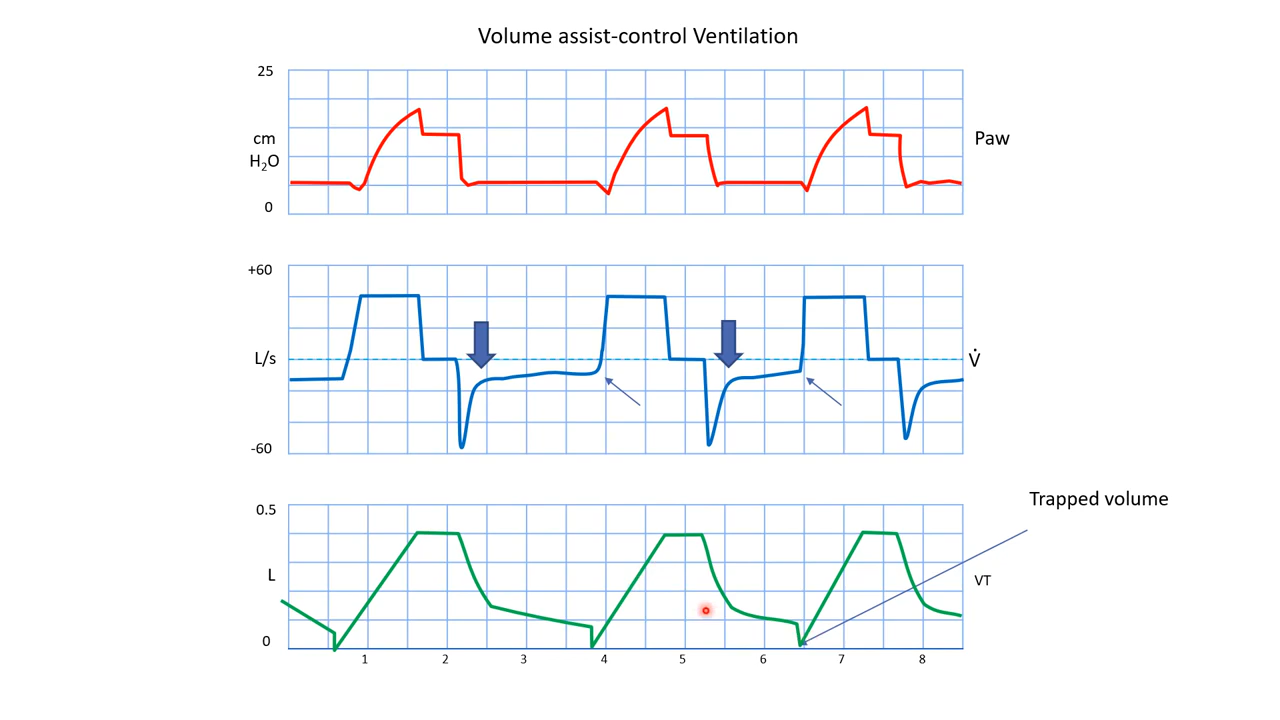 Volume assist-control Ventilation
25
cm
H₂O
0
Paw
+60
L/s
-60
V̇
Trapped volume
0.5
L
0
VT
1 2 3 4 5 6 7 8